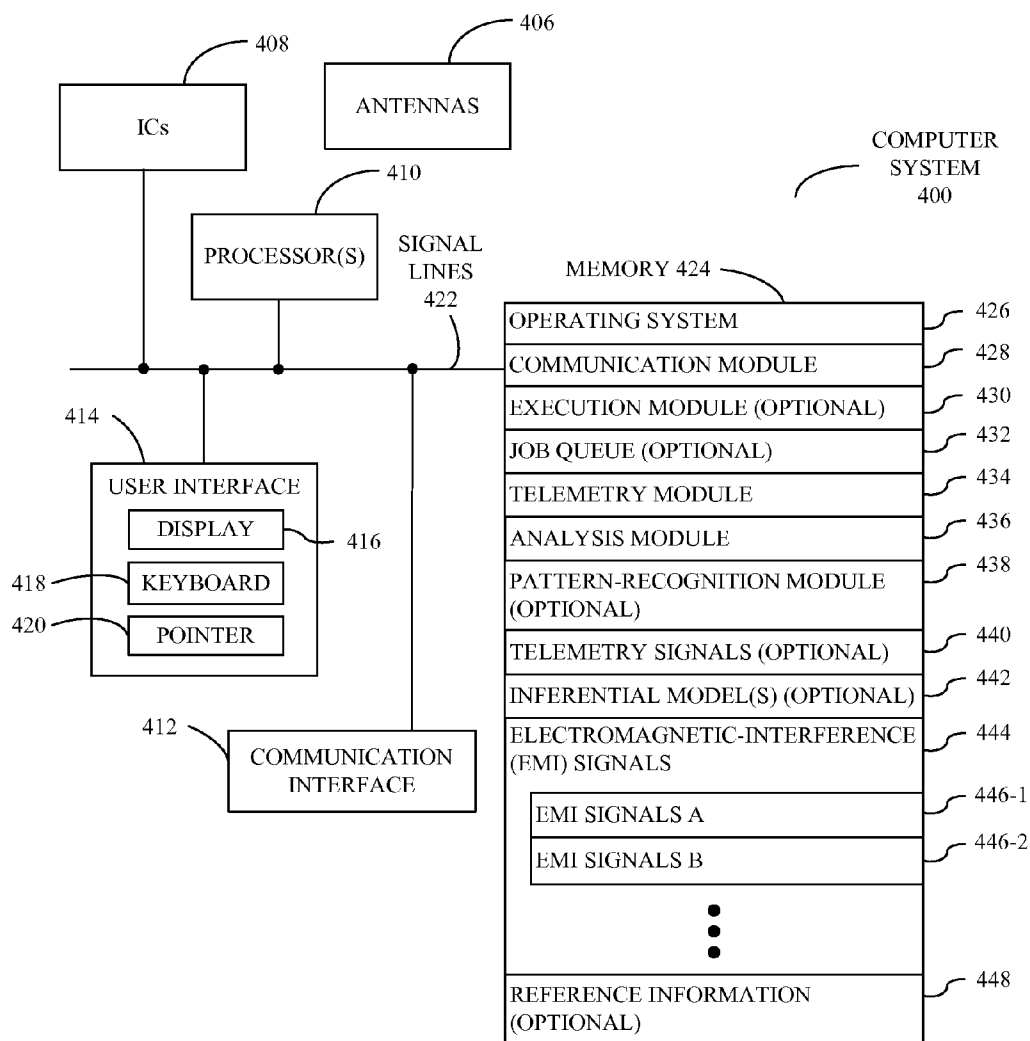 408
ICs
406
ANTENNAS
COMPUTER
SYSTEM
400
410
PROCESSOR(S)
SIGNAL
LINES
422
MEMORY 424
OPERATING SYSTEM
426
COMMUNICATION MODULE
428
EXECUTION MODULE (OPTIONAL)
430
JOB QUEUE (OPTIONAL)
432
TELEMETRY MODULE
434
ANALYSIS MODULE
436
PATTERN-RECOGNITION MODULE
(OPTIONAL)
438
TELEMETRY SIGNALS (OPTIONAL)
440
INFERENTIAL MODEL(S) (OPTIONAL)
442
ELECTROMAGNETIC-INTERFERENCE
(EMI) SIGNALS
444
EMI SIGNALS A
446-1
EMI SIGNALS B
446-2
REFERENCE INFORMATION
(OPTIONAL)
448
414
USER INTERFACE
DISPLAY
416
418
KEYBOARD
420
POINTER
412
COMMUNICATION
INTERFACE